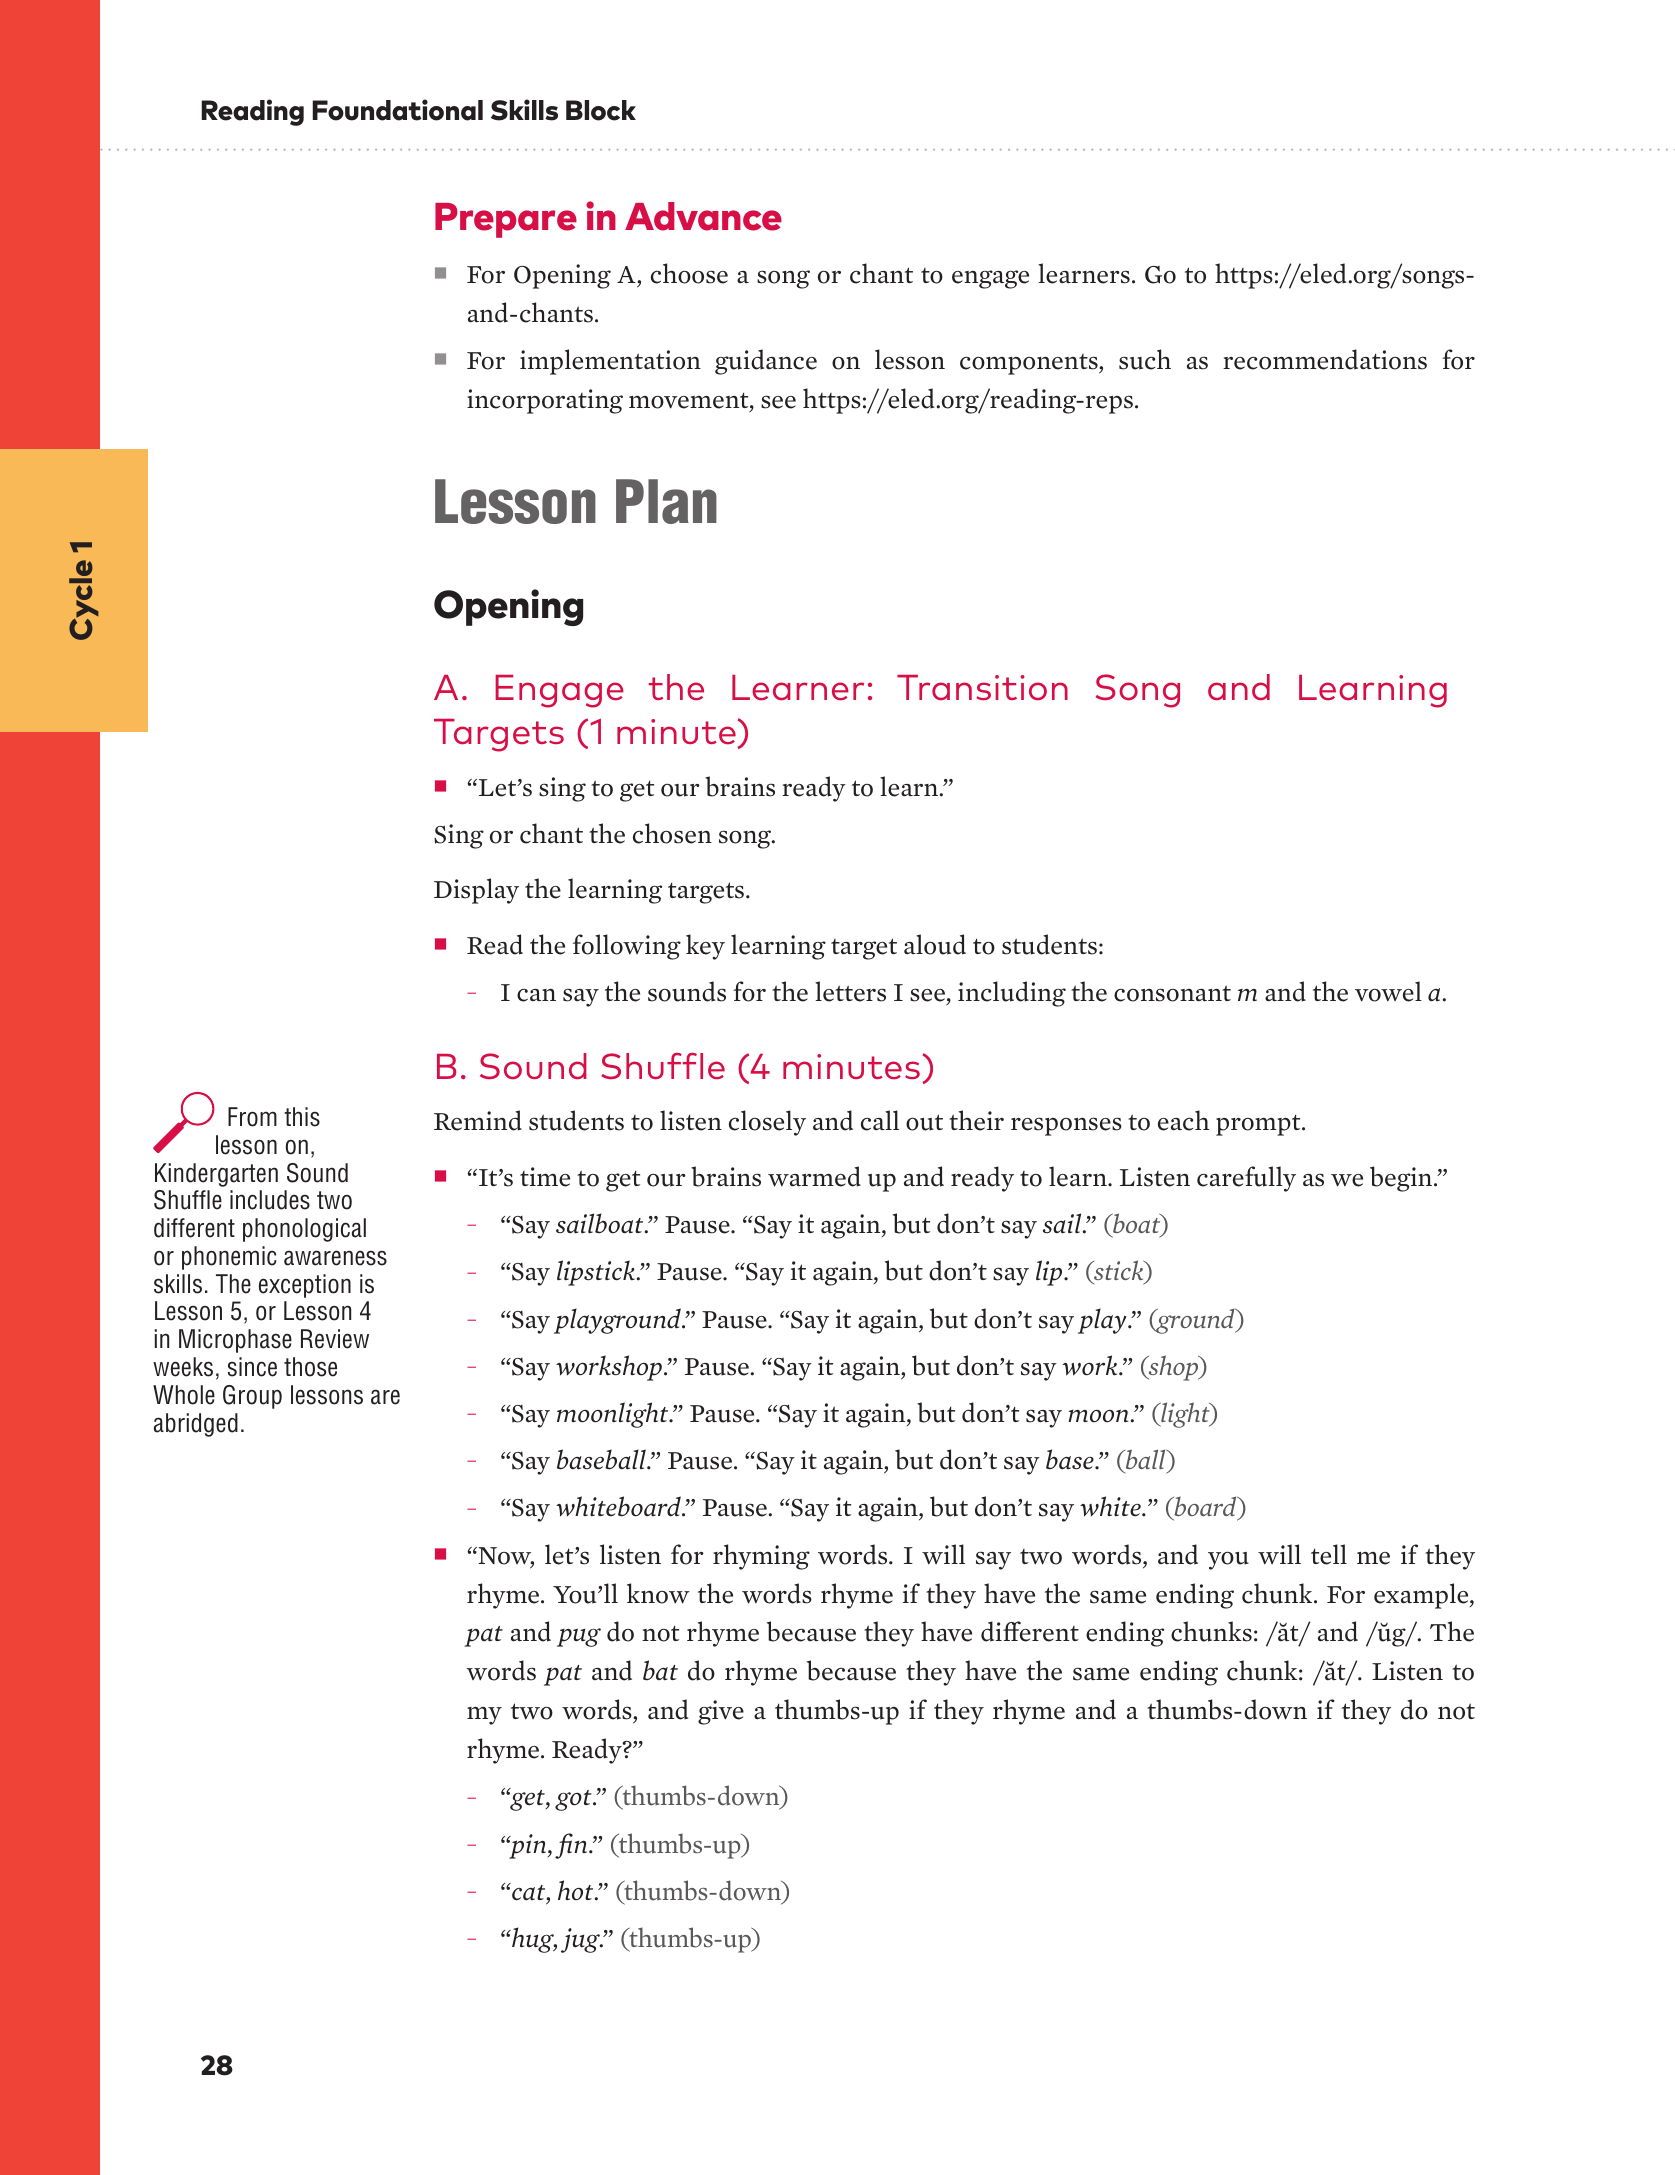 Reading Foundational Skills Block
Prepare in Advance
For Opening A, choose a song or chant to engage learners. Go to https://eled.org/songs-
and-chants.
For implementation guidance on lesson components, such as recommendations for
incorporating movement, see https://eled.org/reading-reps.
Cycle 1
Lesson Plan
Opening
A. Engage the Learner: Transition Song and Learning
Targets (1 minute)
“Let’s sing to get our brains ready to learn.”
Sing or chant the chosen song.
Display the learning targets.
Read the following key learning target aloud to students:
- I can say the sounds for the letters I see, including the consonant m and the vowel a.
B. Sound Shuffle (4 minutes)
From this
lesson on,
Kindergarten Sound
Shuffle includes two
different phonological
or phonemic awareness
skills. The exception is
Lesson 5, or Lesson 4
in Microphase Review
weeks, since those
Whole Group lessons are
abridged.
Remind students to listen closely and call out their responses to each prompt.
“It’s time to get our brains warmed up and ready to learn. Listen carefully as we begin.”
- “Say sailboat.” Pause. “Say it again, but don’t say sail.” (boat)
- “Say lipstick.” Pause. “Say it again, but don’t say lip.” (stick)
- “Say playground.” Pause. “Say it again, but don’t say play.” (ground)
- “Say workshop.” Pause. “Say it again, but don’t say work.” (shop)
- “Say moonlight.” Pause. “Say it again, but don’t say moon.” (light)
- “Say baseball.” Pause. “Say it again, but don’t say base.” (ball)
- “Say whiteboard.” Pause. “Say it again, but don’t say white.” (board)
“Now, let’s listen for rhyming words. I will say two words, and you will tell me if they
rhyme. You’ll know the words rhyme if they have the same ending chunk. For example,
pat and pug do not rhyme because they have different ending chunks: /ăt/ and /ŭg/. The
words pat and bat do rhyme because they have the same ending chunk: /ăt/. Listen to
my two words, and give a thumbs-up if they rhyme and a thumbs-down if they do not
rhyme. Ready?”
- “get, got.” (thumbs-down)
- “pin, fin.” (thumbs-up)
- “cat, hot.” (thumbs-down)
- “hug, jug.” (thumbs-up)
28